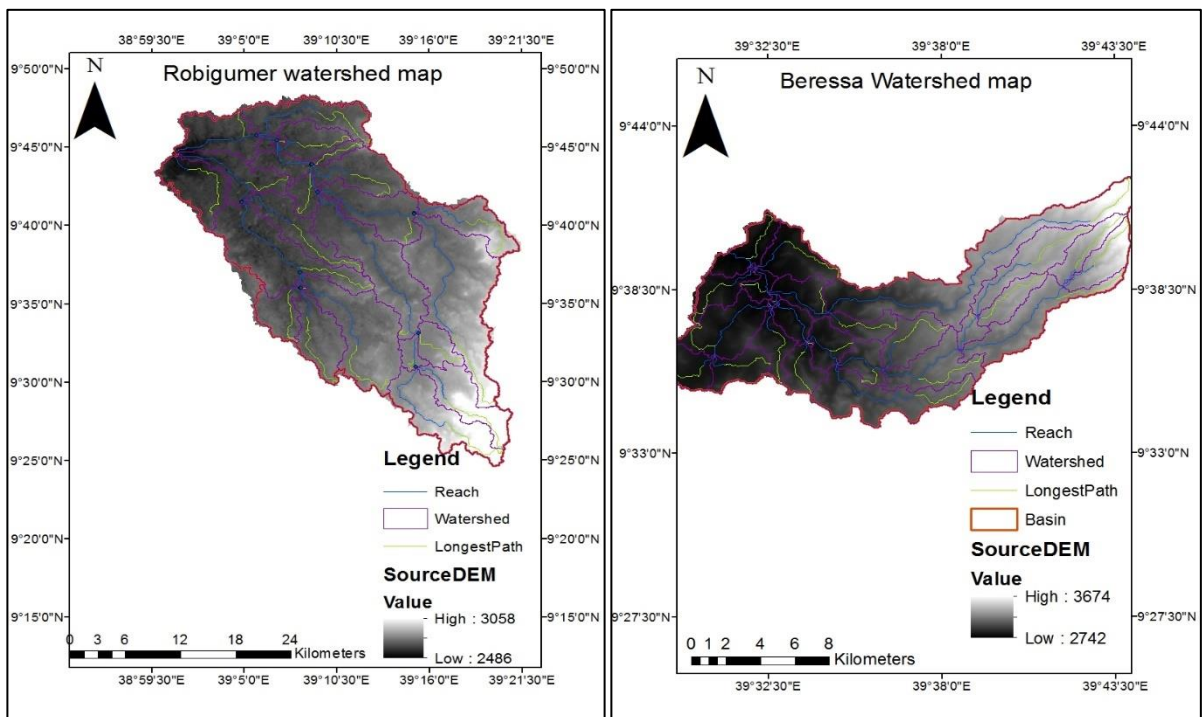 38°59'30"E 39°5'0"E 39°10'30"E 39°16'0"E 39°21'30"E
9°50'0"N 9°50'0"N
N
Robigumer watershed map
9°45'0"N 9°45'0"N
9°40'0"N 9°40'0"N
9°35'0"N 9°35'0"N
9°30'0"N 9°30'0"N
9°25'0"N 9°25'0"N
Legend
Reach
Watershed
9°20'0"N 9°20'0"N
LongestPath
SourceDEM
Value
9°15'0"N 9°15'0"N
High : 3058
Low : 2486
0 3 6 12 18 24
Kilometers
38°59'30"E 39°5'0"E 39°10'30"E 39°16'0"E 39°21'30"E
39°32'30"E 39°38'0"E 39°43'30"E
N
Beressa Watershed map
9°44'0"N 9°44'0"N
9°38'30"N 9°38'30"N
Legend
Reach
9°33'0"N 9°33'0"N
Watershed
LongestPath
Basin
SourceDEM
Value
High : 3674
9°27'30"N 9°27'30"N
Low : 2742
0 1 2 4 6 8
Kilometers
39°32'30"E 39°38'0"E 39°43'30"E